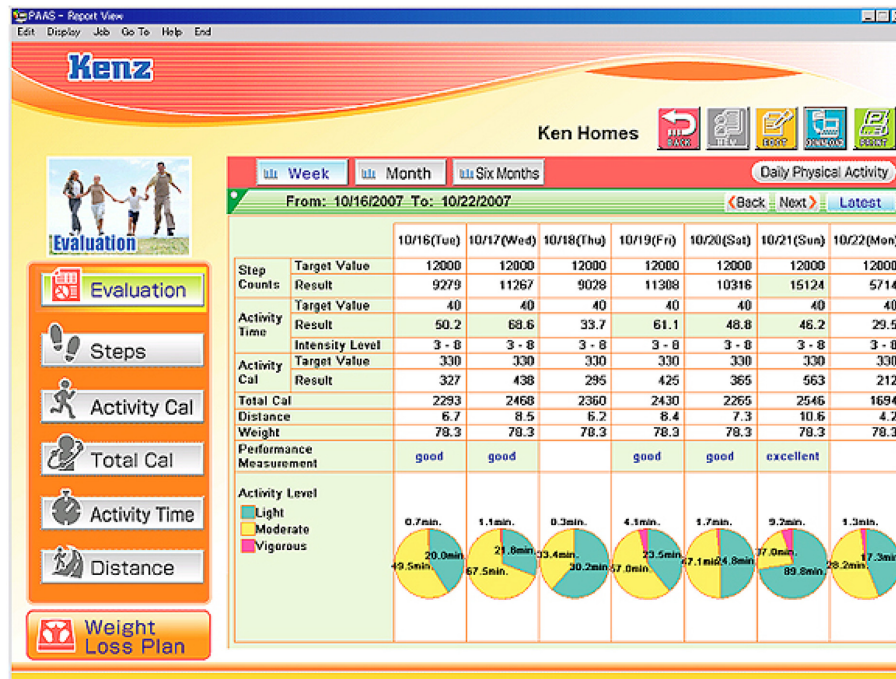 PAAS - Report View
Edit Display Job Go To Help End
Kenz
Ken Homes
BACK EDIT DOWNLOAD PRINT
Week Month Six Months Daily Physical Activity
From: 10/16/2007 To: 10/22/2007 Back Next Latest
Evaluation
10/16(Tue) 10/17(Wed) 10/18(Thu) 10/19(Fri) 10/20(Sat) 10/21(Sun) 10/22(Mon)
Step Counts Target Value 12000 12000 12000 12000 12000 12000 12000
Result 9279 11267 9028 11308 10316 15124 5714
Activity Time Target Value 40 40 40 40 40 40 40
Result 50.2 68.6 33.7 61.1 48.8 46.2 29.5
Intensity Level 3 - 8 3 - 8 3 - 8 3 - 8 3 - 8 3 - 8 3 - 8
Activity Cal Target Value 330 330 330 330 330 330 330
Result 327 438 295 425 365 563 212
Total Cal 2293 2468 2360 2430 2265 2546 1694
Distance 6.7 8.5 6.2 8.4 7.3 10.6 4.2
Weight 78.3 78.3 78.3 78.3 78.3 78.3 78.3
Performance Measurement good good good good excellent
Activity Level
Light
Moderate
Vigorous
0.7min. 1.1min. 0.3min. 4.1min. 1.7min. 9.2min. 1.3min.
20.0min. 21.8min. 33.4min. 23.5min. 37.0min. 17.3min
49.5min. 67.5min. 30.2min. 57.0min. 47.1min 24.8min. 89.8min. 28.2min.
Evaluation
Steps
Activity Cal
Total Cal
Activity Time
Distance
Weight
Loss Plan